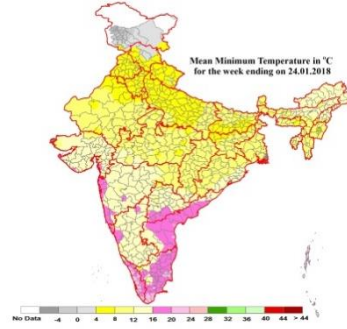 Mean Minimum Temperature in °C
for the week ending on 24.01.2018
No Data -4 0 4 8 12 16 20 24 28 32 36 40 44 > 44